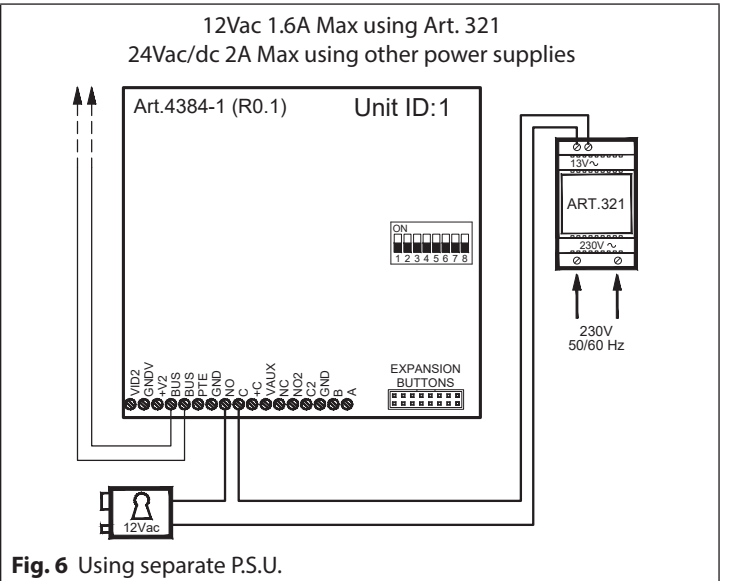 12Vac 1.6A Max using Art. 321
24Vac/dc 2A Max using other power supplies
Art.4384-1 (R0.1)
Unit ID:1
13V~
ART.321
230V ~
230V
50/60 Hz
ON
1 2 3 4 5 6 7 8
EXPANSION
BUTTONS
VID2
GNDV
+V2
BUS
BUS
PTE
GND
NO
C
+C
VAUX
NC
NO2
C2
GND
B
A
12Vac
Fig. 6 Using separate P.S.U.